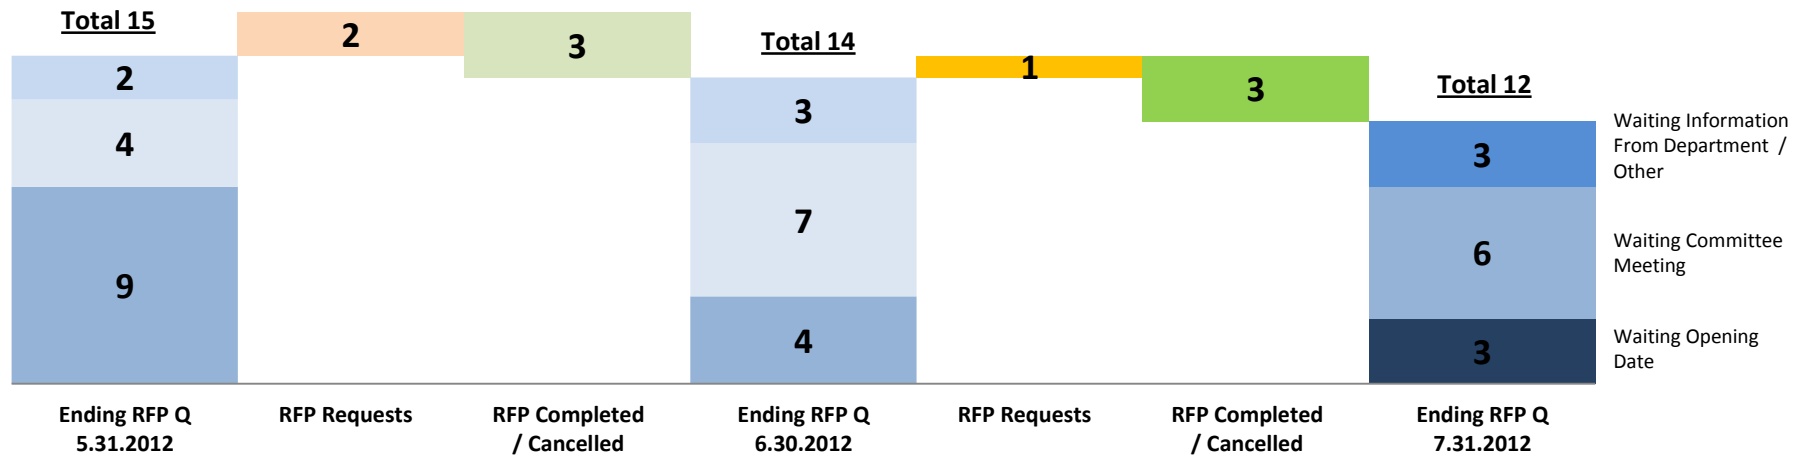 Total 15
2
4
9
2
3
Total 14
3
7
4
1
3
Total 12
3
6
3
Waiting Information
From Department /
Other
Waiting Committee
Meeting
Waiting Opening
Date
Ending RFP Q
5.31.2012
RFP Requests
RFP Completed
/ Cancelled
Ending RFP Q
6.30.2012
RFP Requests
RFP Completed
/ Cancelled
Ending RFP Q
7.31.2012